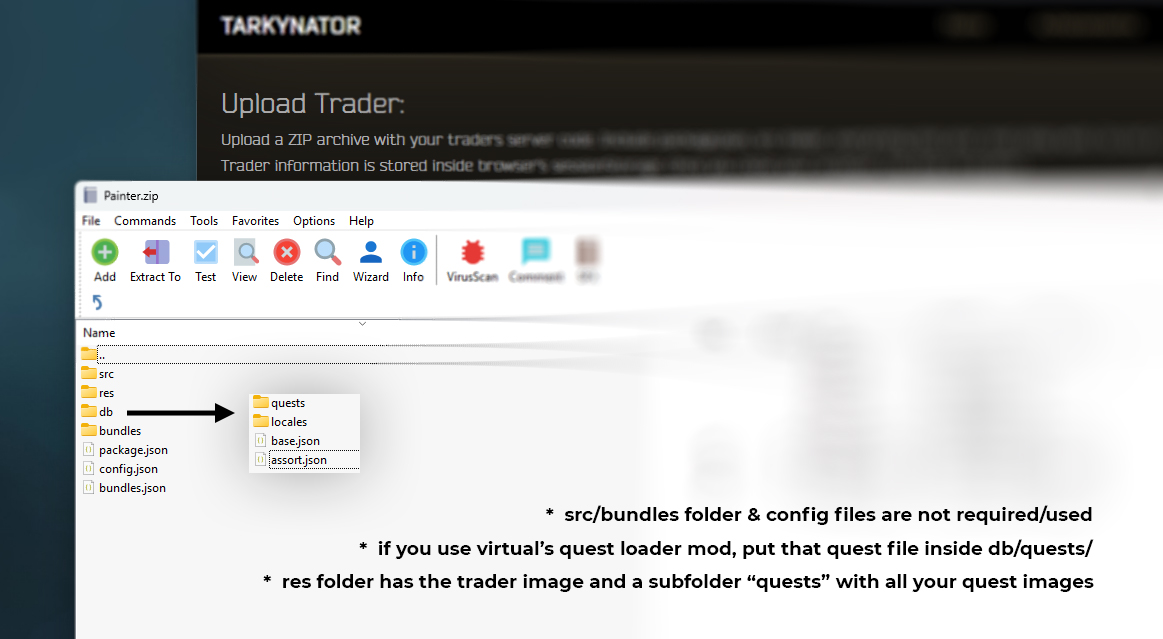 TARKYNATOR
Upload Trader:
Upload a ZIP archive with your traders server
Trader information is stored inside browser's
Painter.zip
File Commands Tools Favorites Options Help
Add Extract To Test View Delete Find Wizard Info VirusScan Comment
Name
..
src
res
db
bundles
package.json
config.json
bundles.json
quests
locales
base.json
assort.json
* src/bundles folder & config files are not required/used
* if you use virtual’s quest loader mod, put that quest file inside db/quests/
* res folder has the trader image and a subfolder “quests” with all your quest images